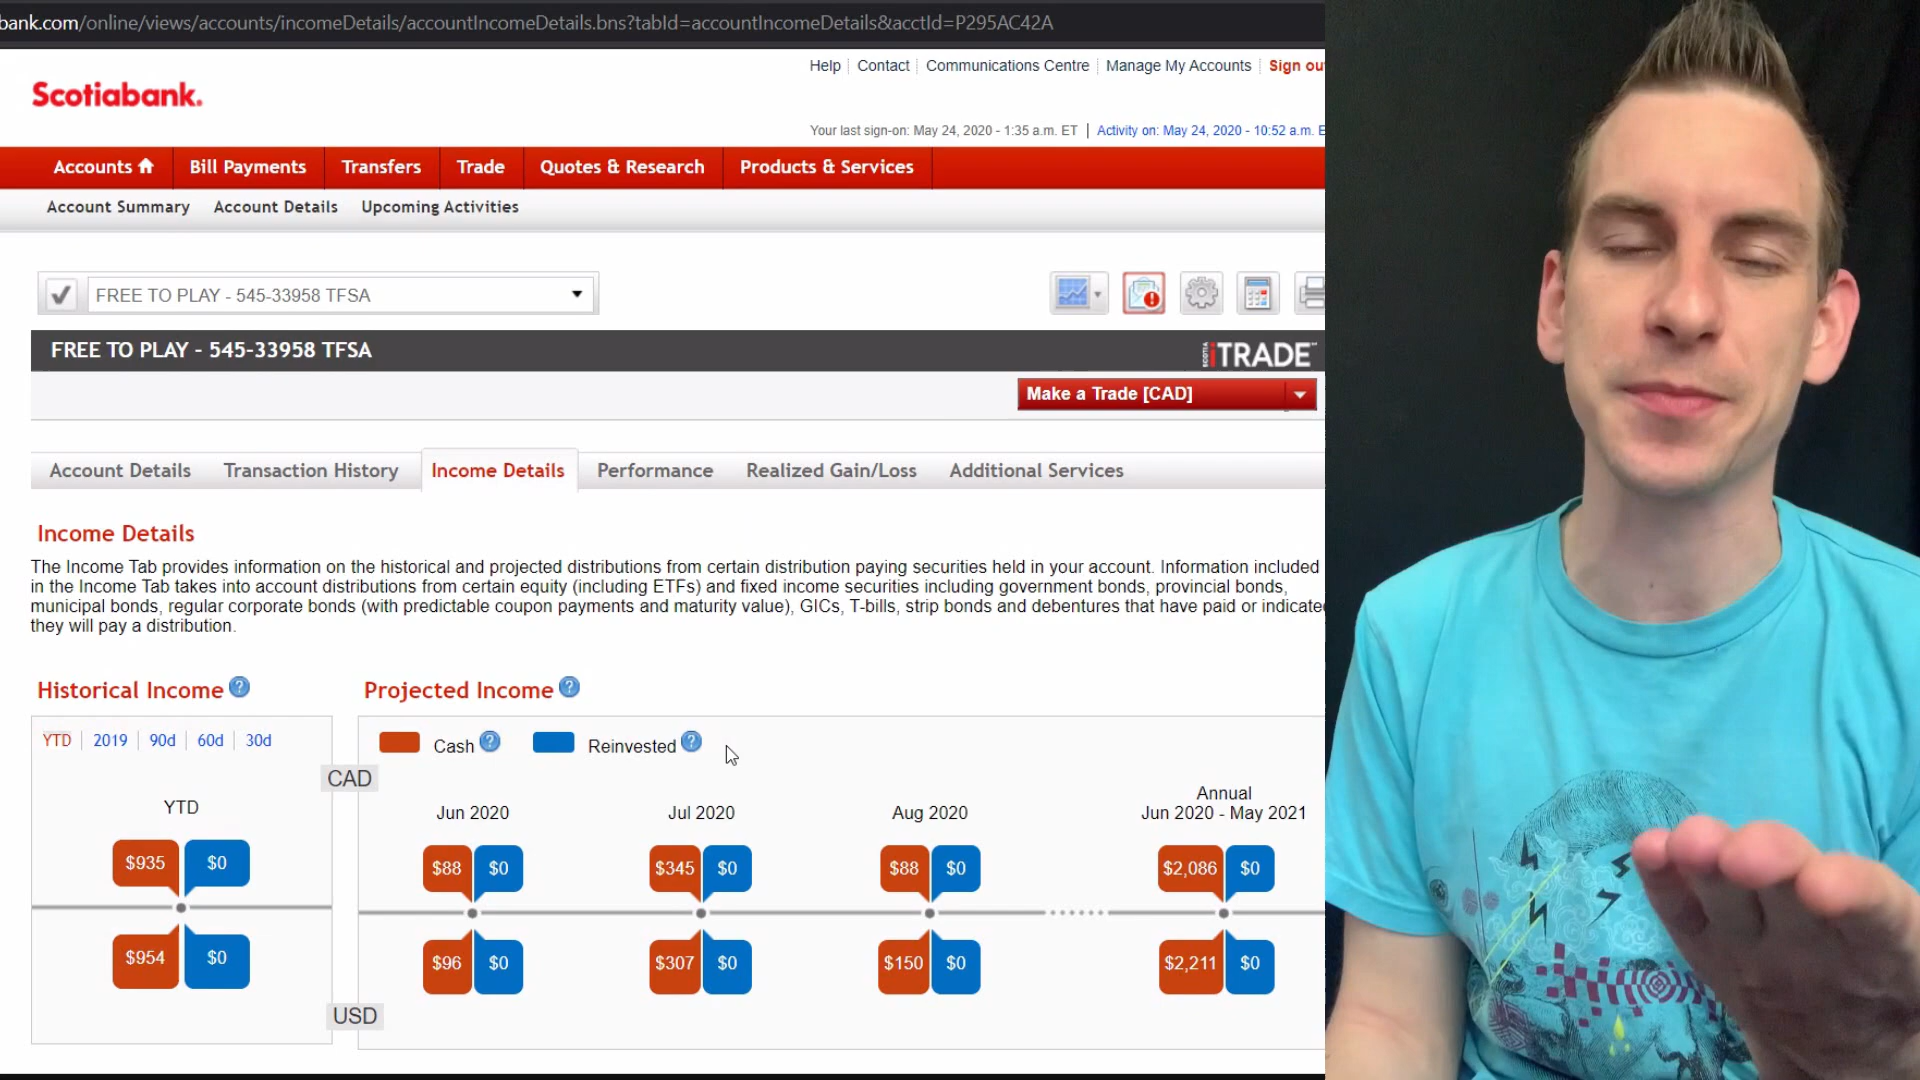 bank.com/online/views/accounts/incomeDetails/accountIncomeDetails.bns?tabId=accountIncomeDetails&acctId=P295AC42A
Help Contact Communications Centre Manage My Accounts Sign ou
Scotiabank.
Your last sign-on: May 24, 2020 - 1:35 a.m. ET | Activity on: May 24, 2020 - 10:52 a.m. E
Accounts Bill Payments Transfers Trade Quotes & Research Products & Services
Account Summary Account Details Upcoming Activities
FREE TO PLAY - 545-33958 TFSA
FREE TO PLAY - 545-33958 TFSA SCOTIA iTRADE™
Make a Trade [CAD]
Account Details Transaction History Income Details Performance Realized Gain/Loss Additional Services
Income Details
The Income Tab provides information on the historical and projected distributions from certain distribution paying securities held in your account. Information included
in the Income Tab takes into account distributions from certain equity (including ETFs) and fixed income securities including government bonds, provincial bonds,
municipal bonds, regular corporate bonds (with predictable coupon payments and maturity value), GICs, T-bills, strip bonds and debentures that have paid or indicate
they will pay a distribution.
Historical Income ? Projected Income ?
YTD 2019 90d 60d 30d
Cash ? Reinvested ?
CAD
YTD
Jun 2020 Jul 2020 Aug 2020 Annual
Jun 2020 - May 2021
$935 $0 $88 $0 $345 $0 $88 $0 $2,086 $0
$954 $0 $96 $0 $307 $0 $150 $0 $2,211 $0
USD